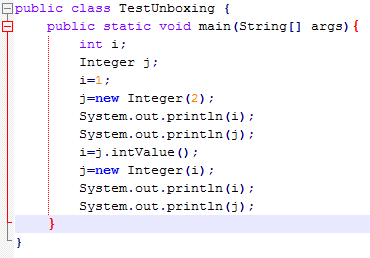 public class TestUnboxing {
    public static void main(String[] args){
        int i;
        Integer j;
        i=1;
        j=new Integer(2);
        System.out.println(i);
        System.out.println(j);
        i=j.intValue();
        j=new Integer(i);
        System.out.println(i);
        System.out.println(j);
    }
}